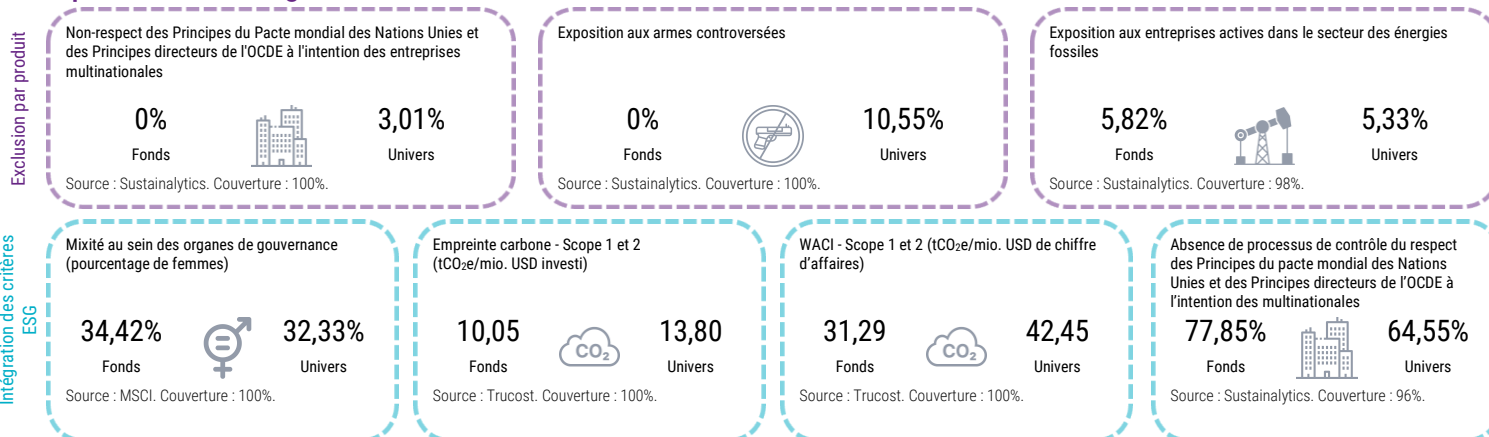 Exclusion par produit
Non-respect des Principes du Pacte mondial des Nations Unies et
des Principes directeurs de l'OCDE à l'intention des entreprises
multinationales
0%
Fonds
3,01%
Univers
Source : Sustainalytics. Couverture : 100%.
Exposition aux armes controversées
0%
Fonds
10,55%
Univers
Source : Sustainalytics. Couverture : 100%.
Exposition aux entreprises actives dans le secteur des énergies
fossiles
5,82%
Fonds
5,33%
Univers
Source : Sustainalytics. Couverture : 98%.
Intégration des critères
ESG
Mixité au sein des organes de gouvernance
(pourcentage de femmes)
34,42%
Fonds
32,33%
Univers
Source : MSCI. Couverture : 100%.
Empreinte carbone - Scope 1 et 2
(tCO₂e/mio. USD investi)
10,05
Fonds
CO₂
13,80
Univers
Source : Trucost. Couverture : 100%.
WACI - Scope 1 et 2 (tCO₂e/mio. USD de chiffre
d'affaires)
31,29
Fonds
CO₂
42,45
Univers
Source : Trucost. Couverture : 100%.
Absence de processus de contrôle du respect
des Principes du pacte mondial des Nations
Unies et des Principes directeurs de l'OCDE à
l'intention des multinationales
77,85%
Fonds
64,55%
Univers
Source : Sustainalytics. Couverture : 96%.